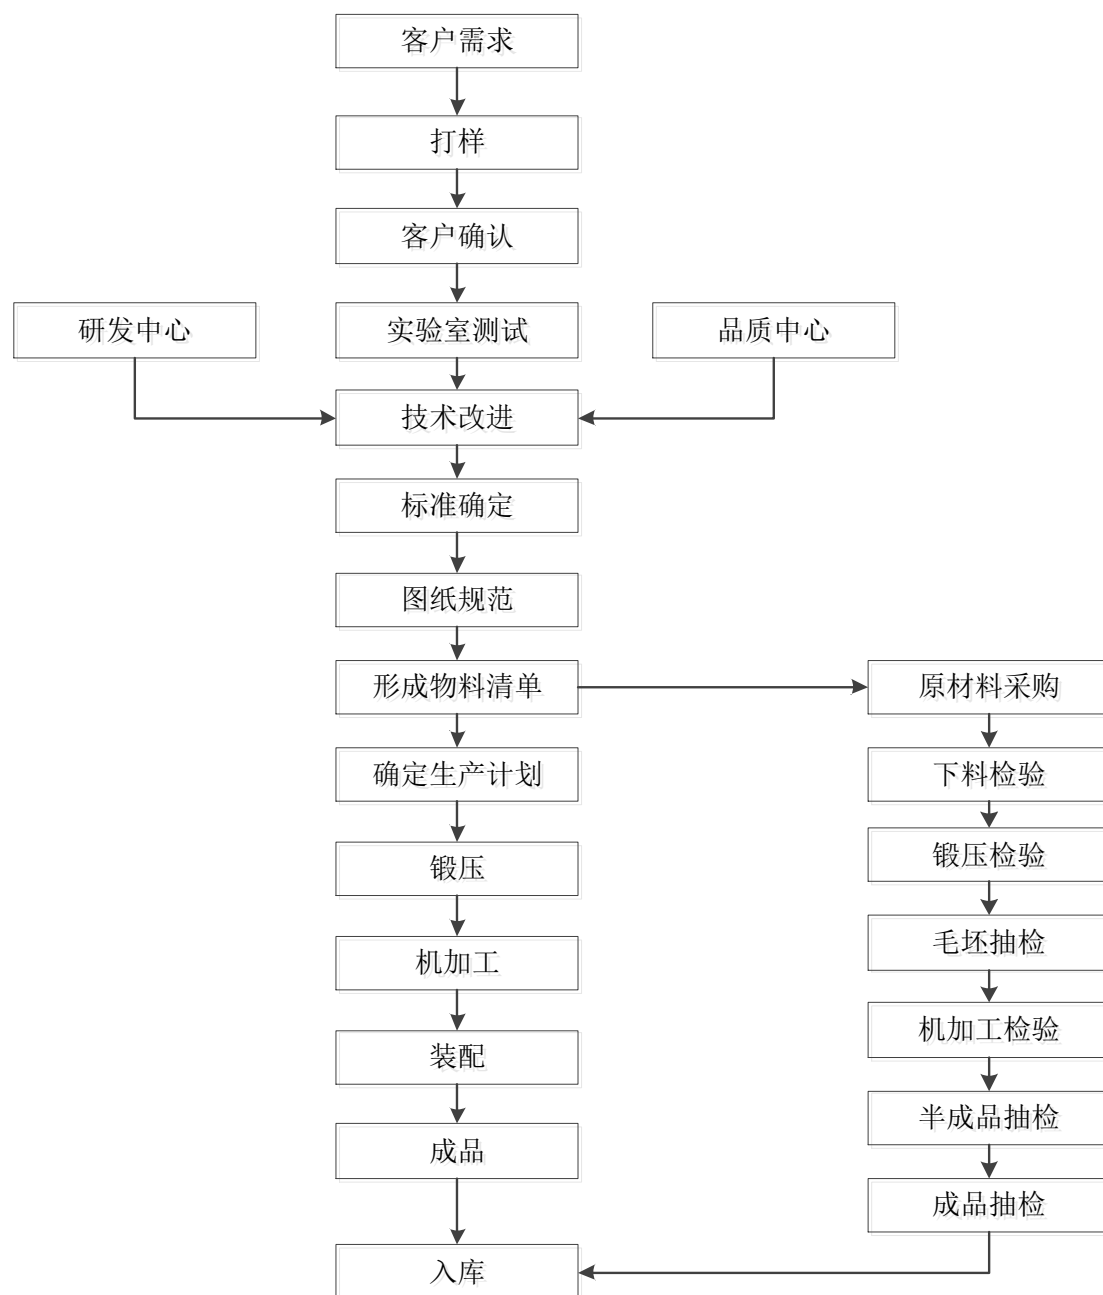 客户需求
打样
客户确认
研发中心
实验室测试
品质中心
技术改进
标准确定
图纸规范
形成物料清单
原材料采购
确定生产计划
下料检验
锻压
锻压检验
毛坯抽检
机加工
机加工检验
装配
半成品抽检
成品
成品抽检
入库